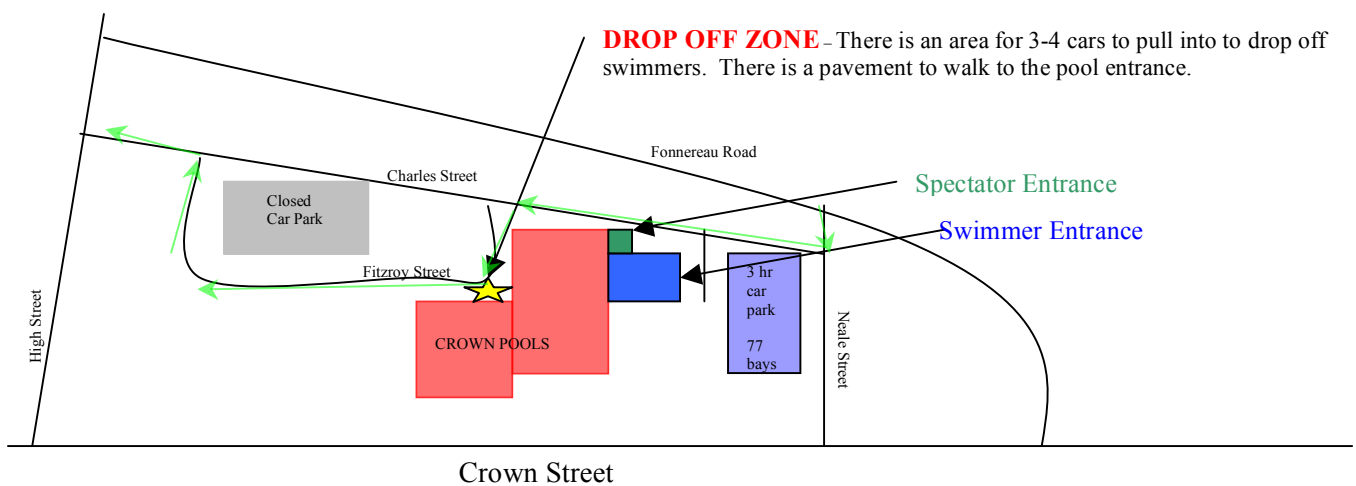 DROP OFF ZONE – There is an area for 3-4 cars to pull into to drop off
swimmers.  There is a pavement to walk to the pool entrance.
Fonnereau Road
Charles Street
Spectator Entrance
Closed
Car Park
Swimmer Entrance
Fitzroy Street
3 hr
car
park
77
bays
High Street
CROWN POOLS
Neale Street
Crown Street